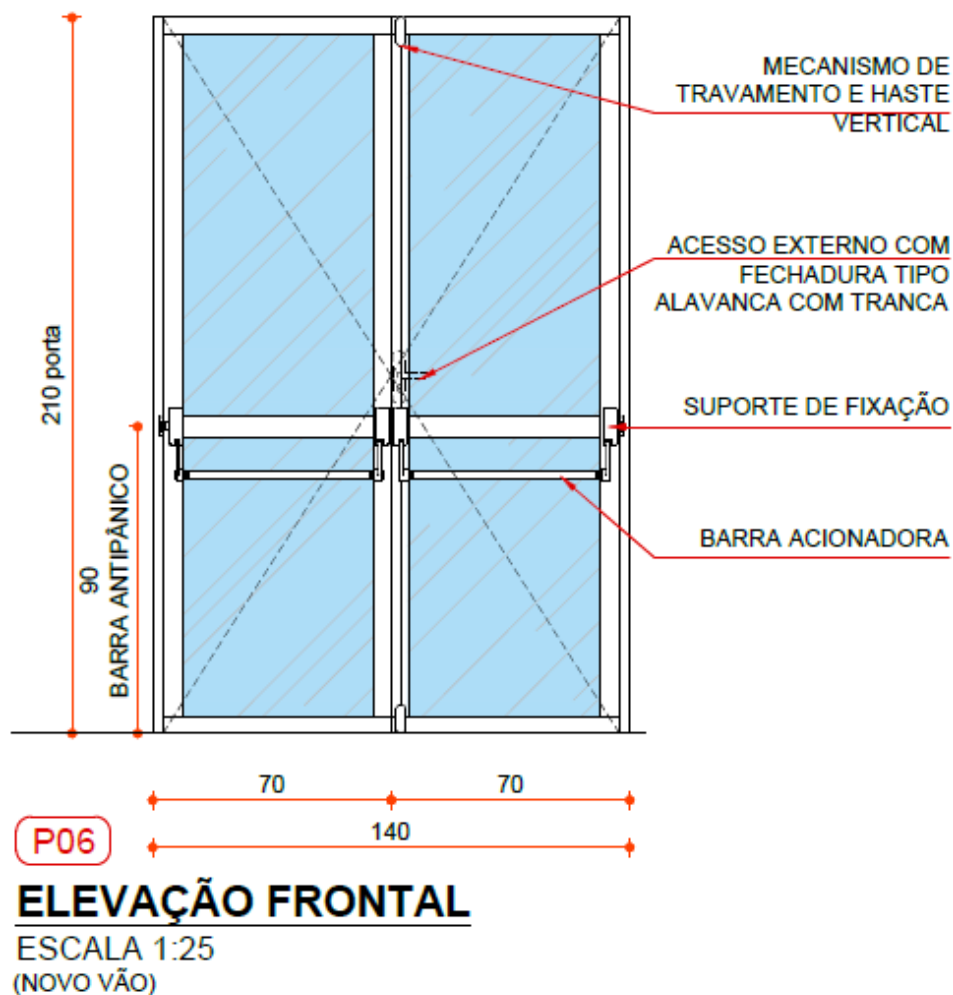 MECANISMO DE
TRAVAMENTO E HASTE
VERTICAL
ACESSO EXTERNO COM
FECHADURA TIPO
ALAVANCA COM TRANCA
210 porta
SUPORTE DE FIXAÇÃO
90
BARRA ANTIPÂNICO
BARRA ACIONADORA
70
70
140
P06
ELEVAÇÃO FRONTAL
ESCALA 1:25
(NOVO VÃO)